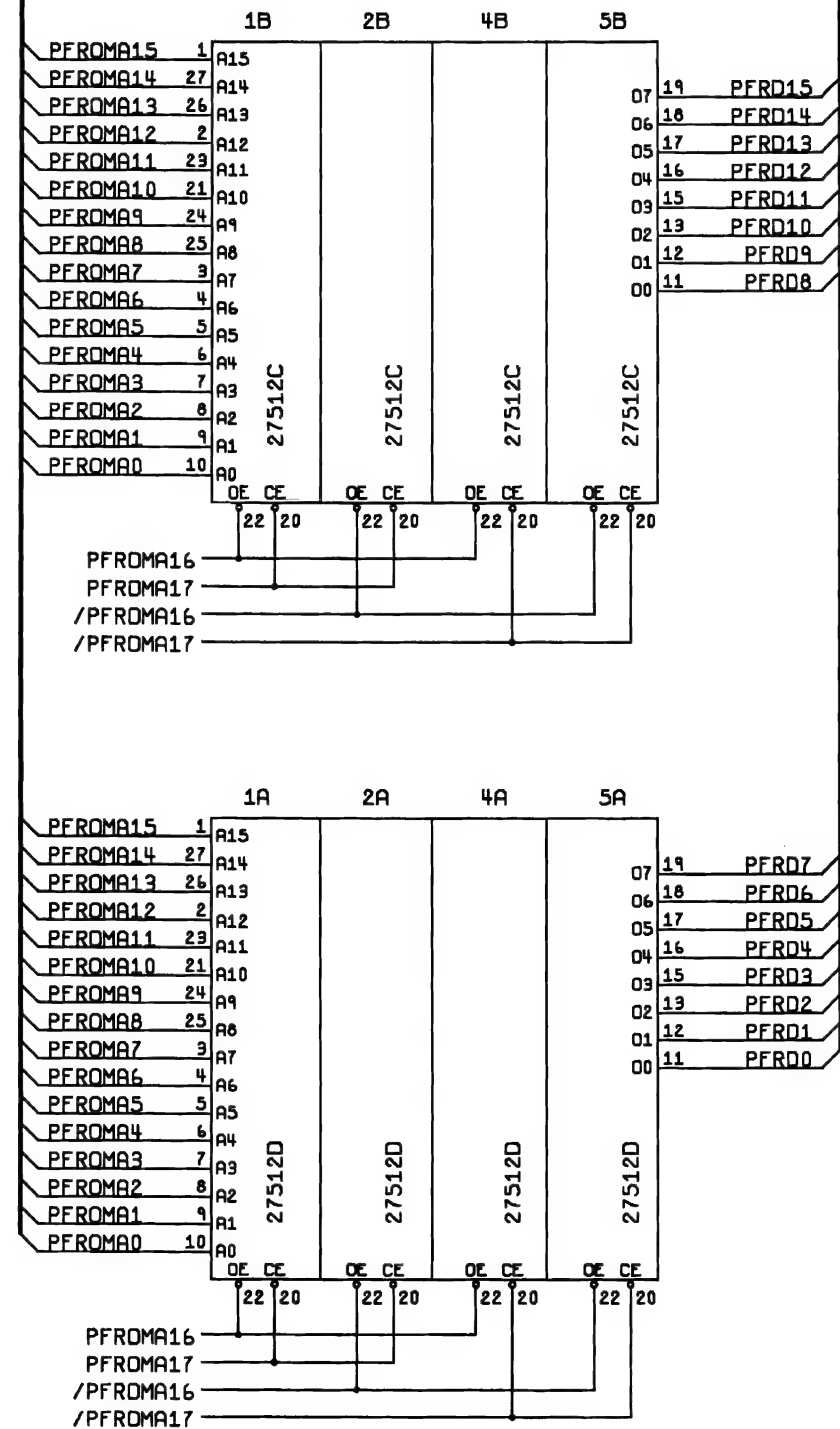 1B 2B 4B 5B
PFROMA15 1 A15
PFROMA14 27 A14
PFROMA13 26 A13
PFROMA12 2 A12
PFROMA11 23 A11
PFROMA10 21 A10
PFROMA9 24 A9
PFROMA8 25 A8
PFROMA7 3 A7
PFROMA6 4 A6
PFROMA5 5 A5
PFROMA4 6 A4
PFROMA3 7 A3
PFROMA2 8 A2
PFROMA1 9 A1
PFROMA0 10 A0
O7 19 PFRD15
O6 18 PFRD14
O5 17 PFRD13
O4 16 PFRD12
O3 15 PFRD11
O2 13 PFRD10
O1 12 PFRD9
O0 11 PFRD8
27512C 27512C 27512C 27512C
OE CE OE CE OE CE OE CE
22 20 22 20 22 20 22 20
PFROMA16
PFROMA17
/PFROMA16
/PFROMA17
1A 2A 4A 5A
PFROMA15 1 A15
PFROMA14 27 A14
PFROMA13 26 A13
PFROMA12 2 A12
PFROMA11 23 A11
PFROMA10 21 A10
PFROMA9 24 A9
PFROMA8 25 A8
PFROMA7 3 A7
PFROMA6 4 A6
PFROMA5 5 A5
PFROMA4 6 A4
PFROMA3 7 A3
PFROMA2 8 A2
PFROMA1 9 A1
PFROMA0 10 A0
O7 19 PFRD7
O6 18 PFRD6
O5 17 PFRD5
O4 16 PFRD4
O3 15 PFRD3
O2 13 PFRD2
O1 12 PFRD1
O0 11 PFRD0
27512D 27512D 27512D 27512D
OE CE OE CE OE CE OE CE
22 20 22 20 22 20 22 20
PFROMA16
PFROMA17
/PFROMA16
/PFROMA17